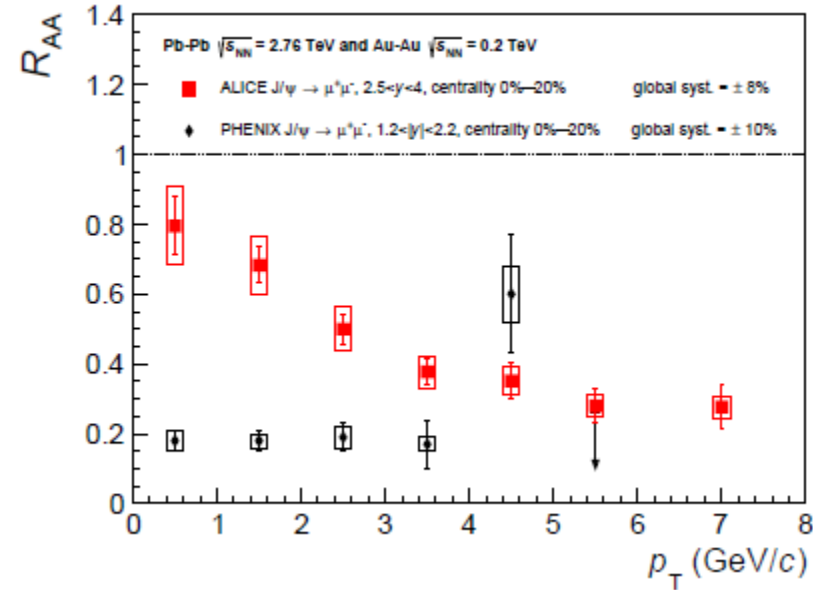 R_AA
Pb-Pb √s_NN = 2.76 TeV and Au-Au √s_NN = 0.2 TeV
ALICE J/ψ → μ⁺μ⁻, 2.5<y<4, centrality 0%–20% global syst. = ± 8%
PHENIX J/ψ → μ⁺μ⁻, 1.2<|y|<2.2, centrality 0%–20% global syst. = ± 10%
1.4
1.2
1
0.8
0.6
0.4
0.2
0
0 1 2 3 4 5 6 7 8
p_T (GeV/c)